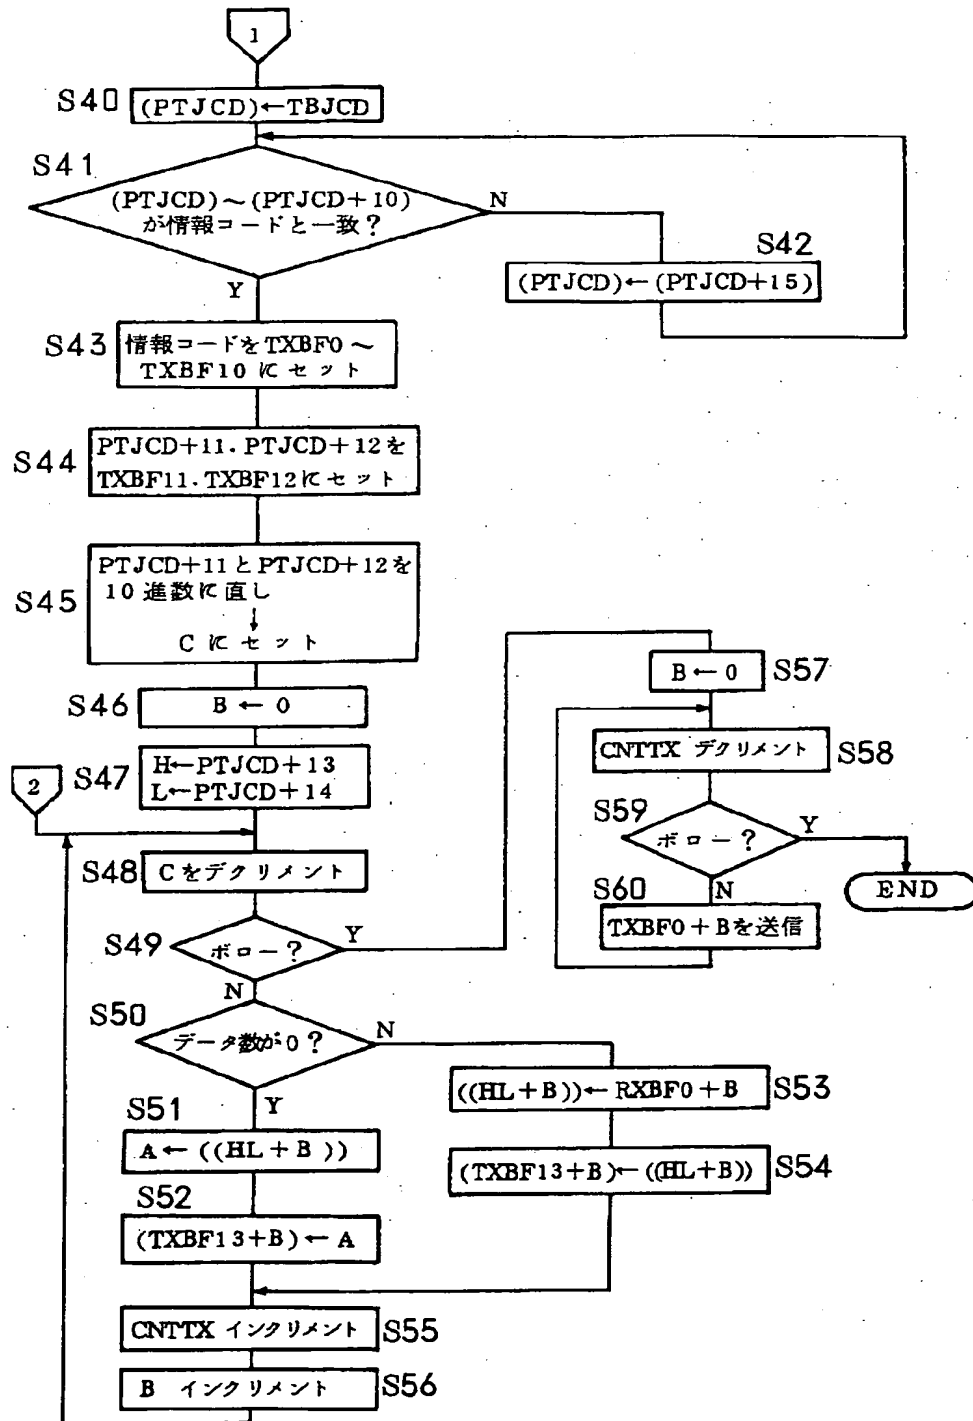 1
S40
(PTJCD)←TBJCD
S41
(PTJCD)～(PTJCD+10)
が情報コードと一致？
N
Y
S42
(PTJCD)←(PTJCD+15)
S43
情報コードをTXBF0～
TXBF10にセット
S44
PTJCD+11.PTJCD+12を
TXBF11.TXBF12にセット
S45
PTJCD+11とPTJCD+12を
10進数に直し
↓
Cにセット
S46
B←0
S47
H←PTJCD+13
L←PTJCD+14
2
S48
Cをデクリメント
S49
ボロー？
Y
N
S50
データ数が0？
N
Y
S51
A←((HL+B))
S52
(TXBF13+B)←A
S53
((HL+B))←RXBF0+B
S54
(TXBF13+B)←((HL+B))
S55
CNTTX インクリメント
S56
B インクリメント
S57
B←0
S58
CNTTX デクリメント
S59
ボロー？
Y
N
END
S60
TXBF0+Bを送信